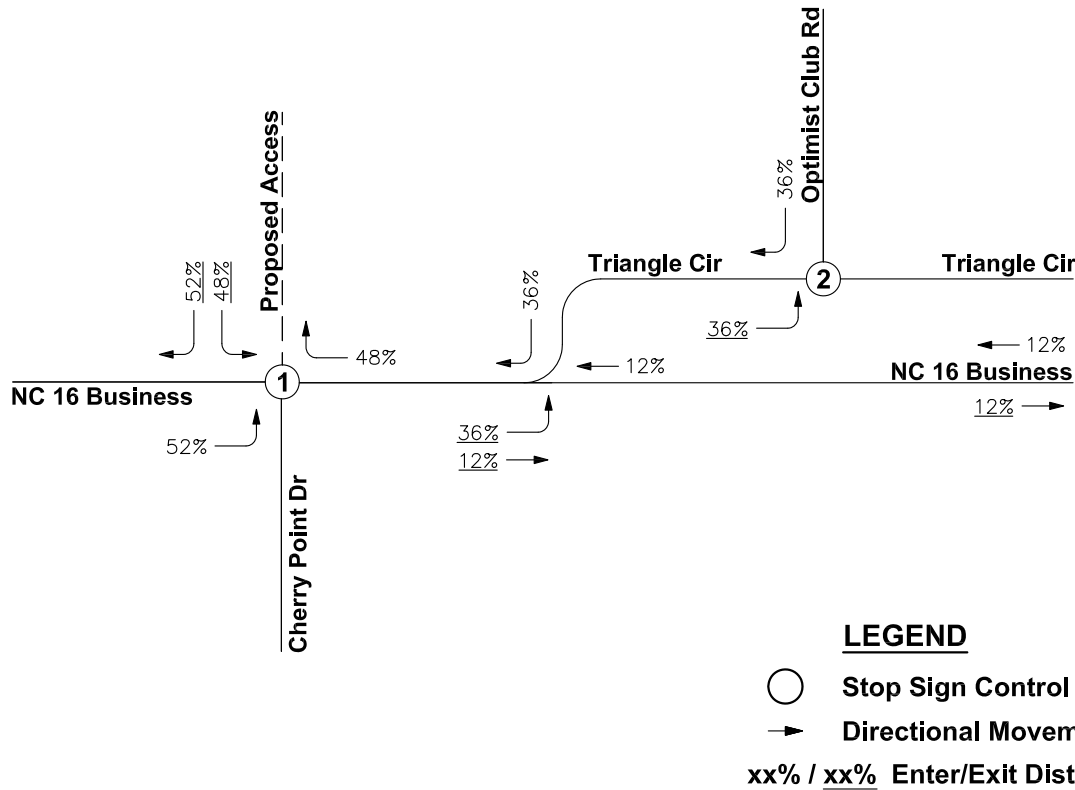 Optimist Club Rd
Proposed Access
36%
Triangle Cir
2
Triangle Cir
52%
48%
36%
36%
48%
12%
12%
NC 16 Business
1
NC 16 Business
12%
52%
36%
12%
Cherry Point Dr
LEGEND
Stop Sign Control
Directional Movem
xx% / xx% Enter/Exit Dist